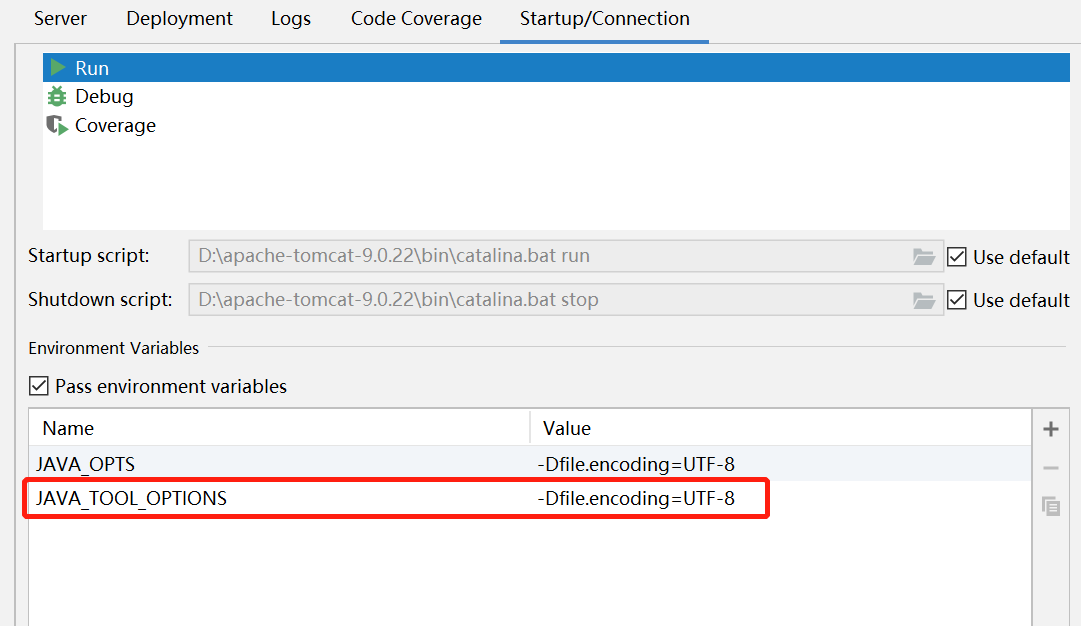 Server Deployment Logs Code Coverage Startup/Connection
Run
Debug
Coverage
Startup script: D:\apache-tomcat-9.0.22\bin\catalina.bat run Use default
Shutdown script: D:\apache-tomcat-9.0.22\bin\catalina.bat stop Use default
Environment Variables
Pass environment variables
Name Value
JAVA_OPTS -Dfile.encoding=UTF-8
JAVA_TOOL_OPTIONS -Dfile.encoding=UTF-8